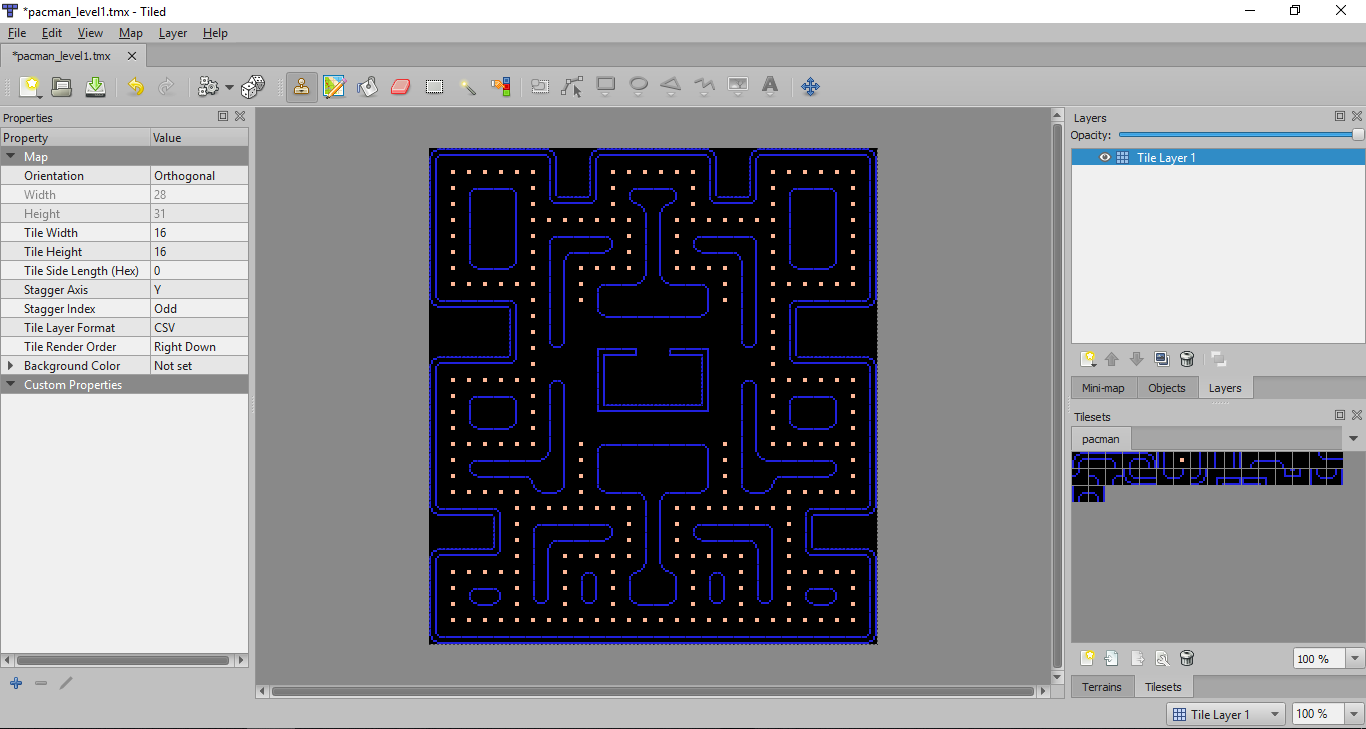 *pacman_level1.tmx - Tiled
File Edit View Map Layer Help
*pacman_level1.tmx
Properties
Property Value
Map
Orientation Orthogonal
Width 28
Height 31
Tile Width 16
Tile Height 16
Tile Side Length (Hex) 0
Stagger Axis Y
Stagger Index Odd
Tile Layer Format CSV
Tile Render Order Right Down
Background Color Not set
Custom Properties
Layers
Opacity:
Tile Layer 1
Mini-map Objects Layers
Tilesets
pacman
100 %
Terrains Tilesets
Tile Layer 1 100 %